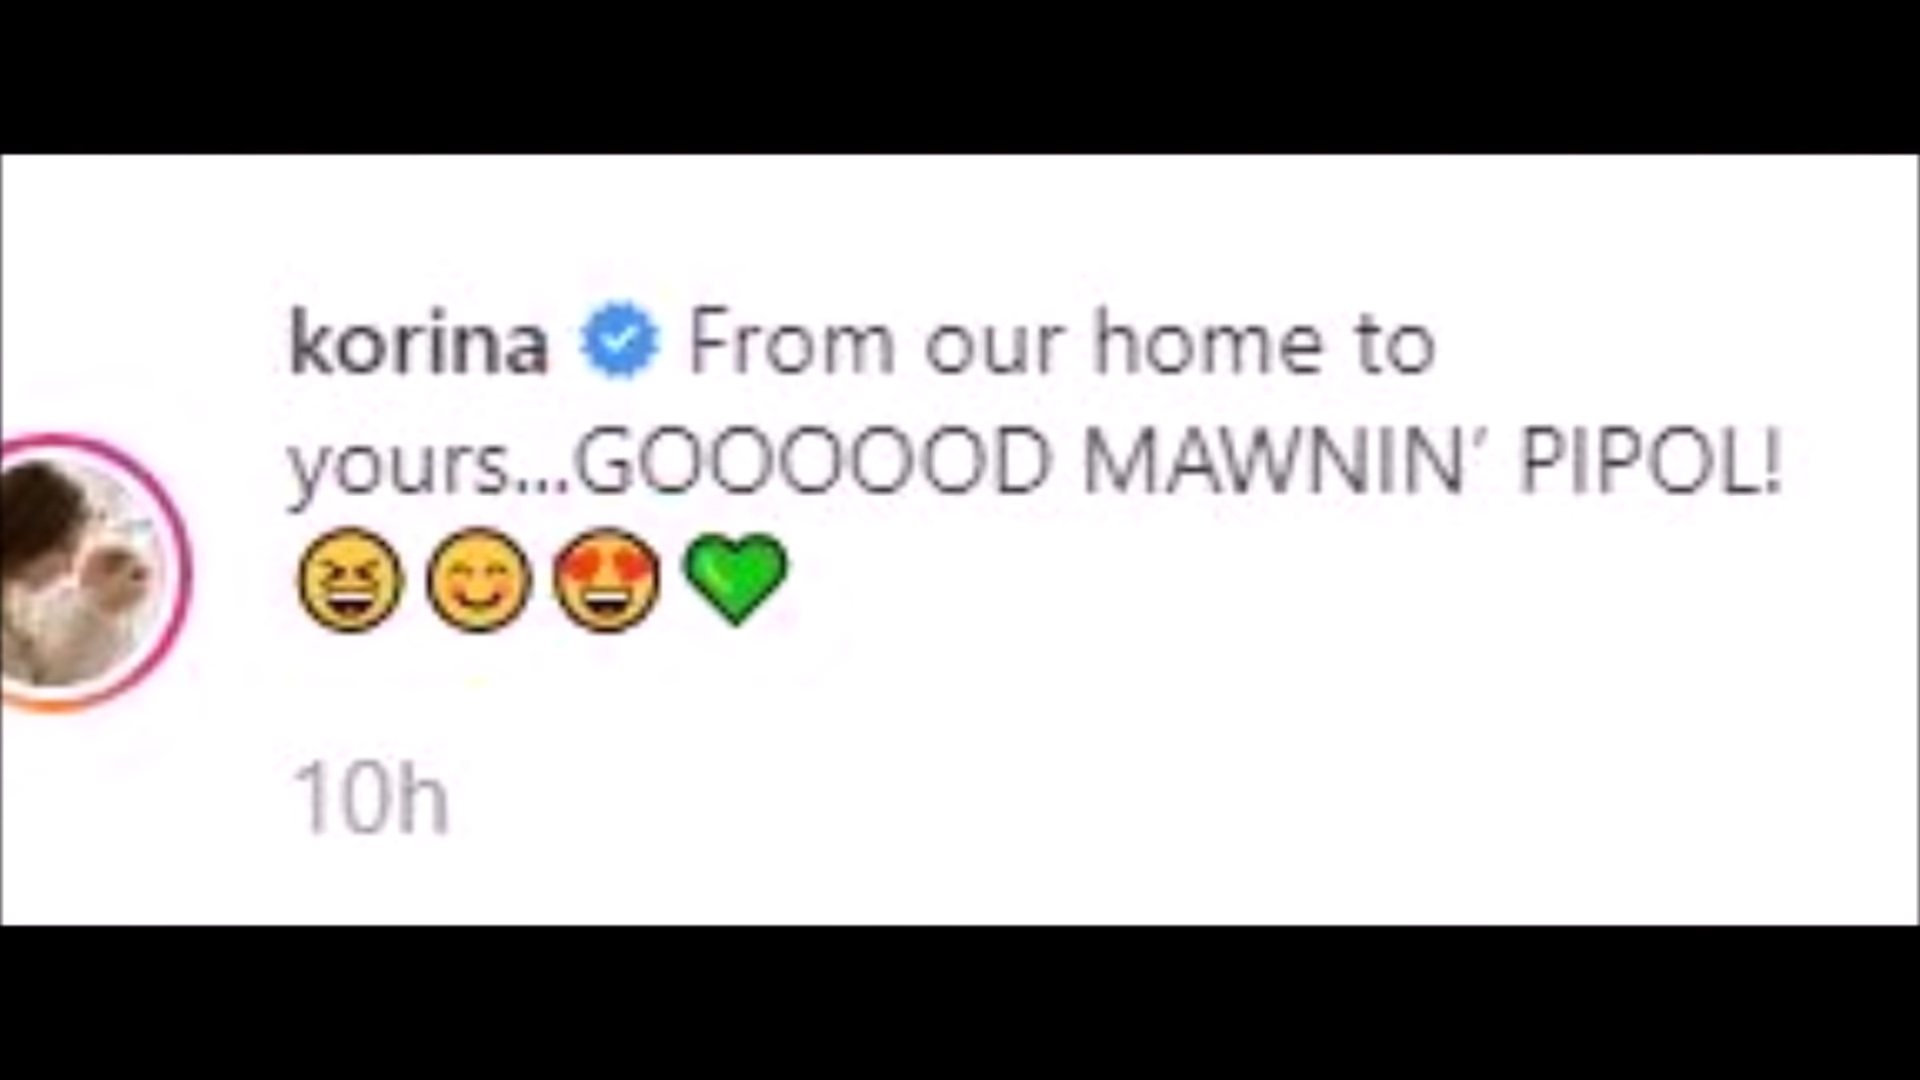 korina From our home to
yours...GOOOOOD MAWNIN' PIPOL!
😆😊😍💚
10h